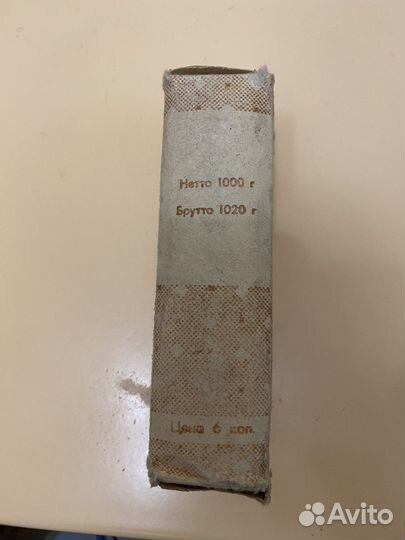 Нетто 1000 г
Брутто 1020 г
Цена 6 коп.
Avito